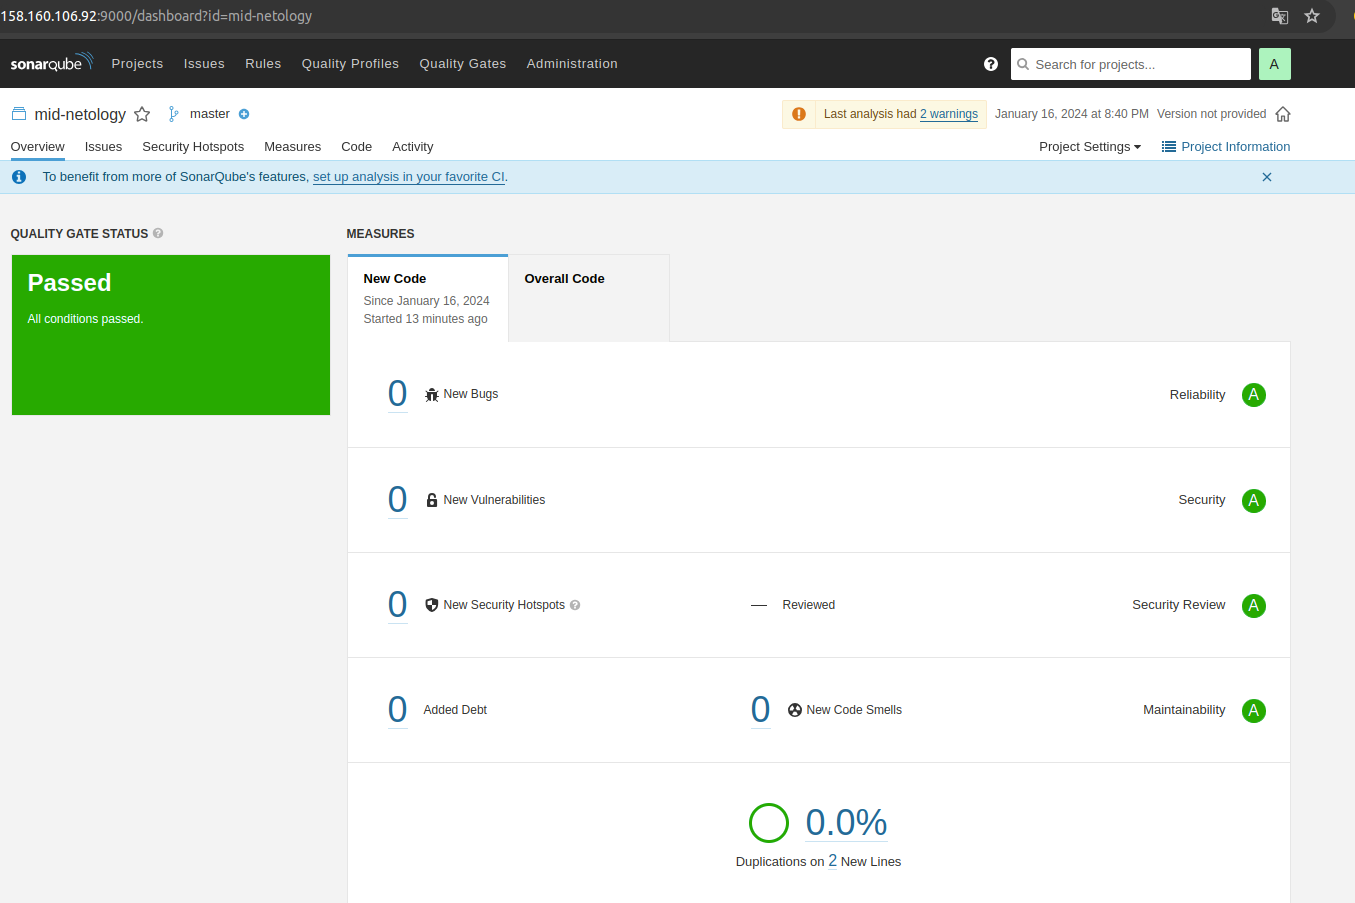 158.160.106.92:9000/dashboard?id=mid-netology
sonarqube Projects Issues Rules Quality Profiles Quality Gates Administration ? Search for projects... A
mid-netology master Last analysis had 2 warnings January 16, 2024 at 8:40 PM Version not provided
Overview Issues Security Hotspots Measures Code Activity Project Settings Project Information
To benefit from more of SonarQube's features, set up analysis in your favorite CI.
QUALITY GATE STATUS ?
Passed
All conditions passed.
MEASURES
New Code
Since January 16, 2024
Started 13 minutes ago
Overall Code
0 New Bugs Reliability A
0 New Vulnerabilities Security A
0 New Security Hotspots ? — Reviewed Security Review A
0 Added Debt 0 New Code Smells Maintainability A
0.0%
Duplications on 2 New Lines